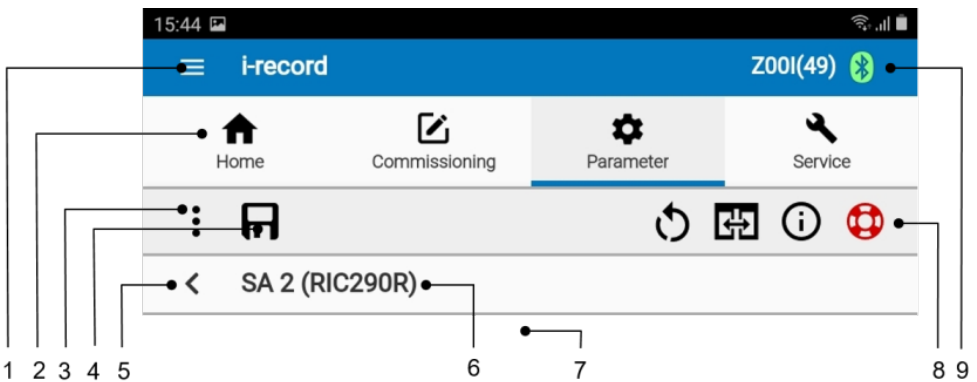 15:44
i-record Z00I(49)
Home Commissioning Parameter Service
SA 2 (RIC290R)
1 2 3 4 5 6 7 8 9